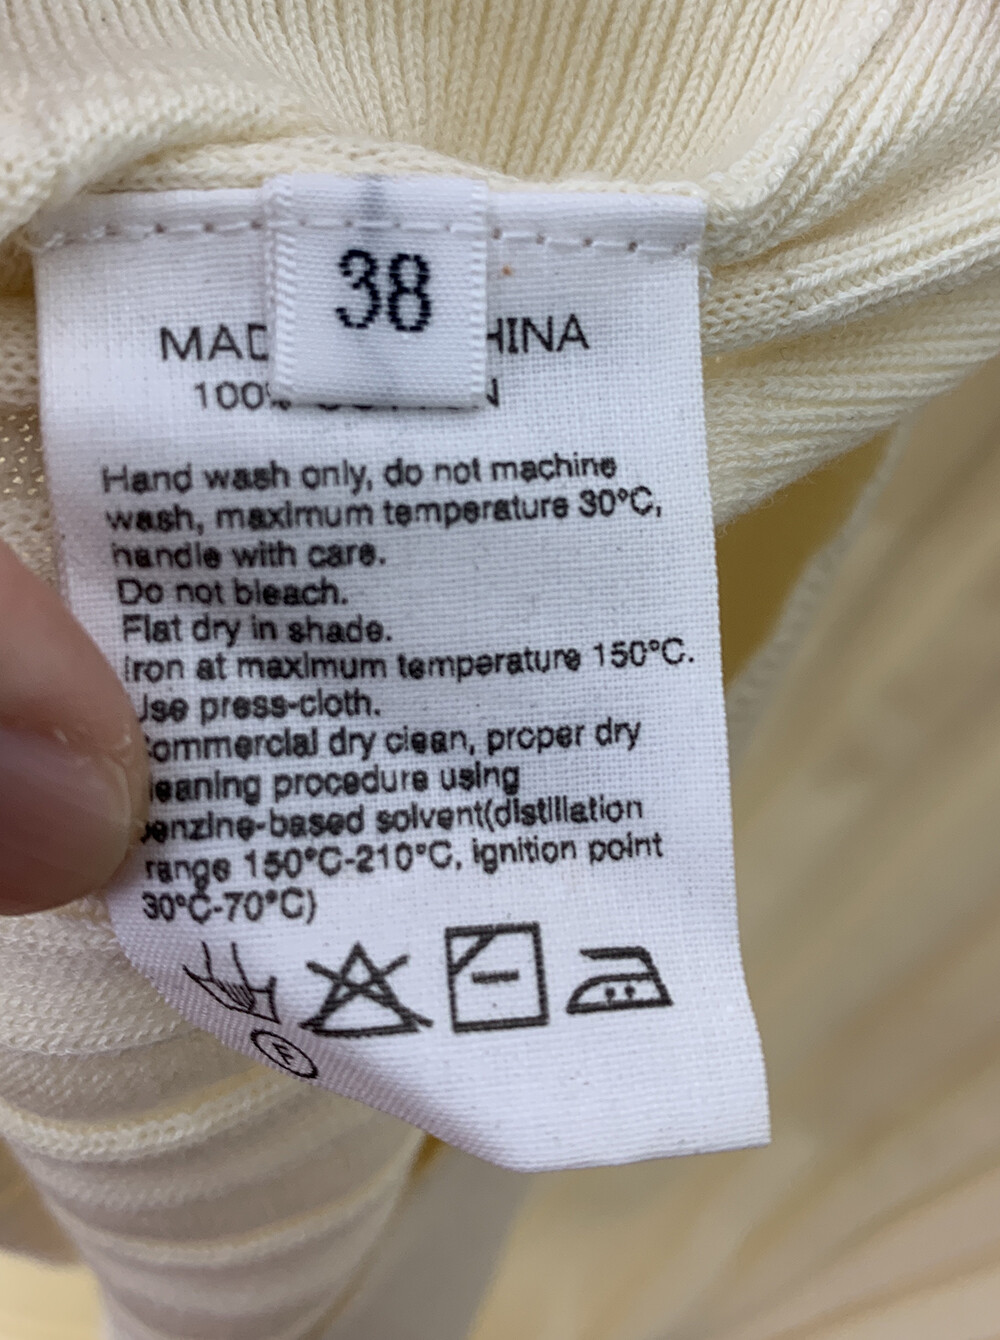 38
MAD HINA
100% N
Hand wash only, do not machine
wash, maximum temperature 30°C,
handle with care.
Do not bleach.
Flat dry in shade.
Iron at maximum temperature 150°C.
Use press-cloth.
ommercial dry clean, proper dry
leaning procedure using
benzine-based solvent(distillation
range 150°C-210°C, ignition point
30°C-70°C)
F